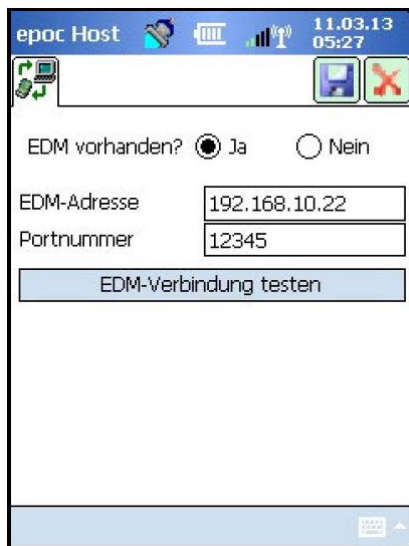 epoc Host 11.03.13
05:27
EDM vorhanden? Ja Nein
EDM-Adresse 192.168.10.22
Portnummer 12345
EDM-Verbindung testen